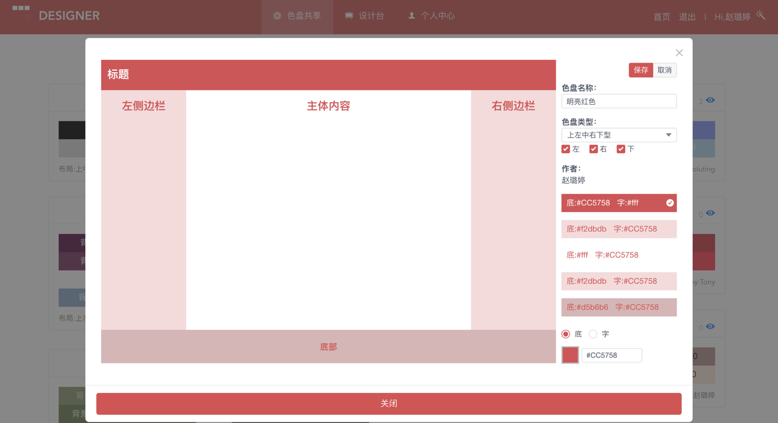 DESIGNER
色盘共享
设计台
个人中心
首页 退出 | Hi,赵璐婷
标题
左侧边栏
主体内容
右侧边栏
底部
保存 取消
色盘名称：
明亮红色
色盘类型：
上左中右下型
左 右 下
作者：
赵璐婷
底:#CC5758 字:#fff
底:#f2dbdb 字:#CC5758
底:#fff 字:#CC5758
底:#f2dbdb 字:#CC5758
底:#d5b6b6 字:#CC5758
底 字
#CC5758
关闭
布局:上中
布局:上
by Tony
赵璐婷